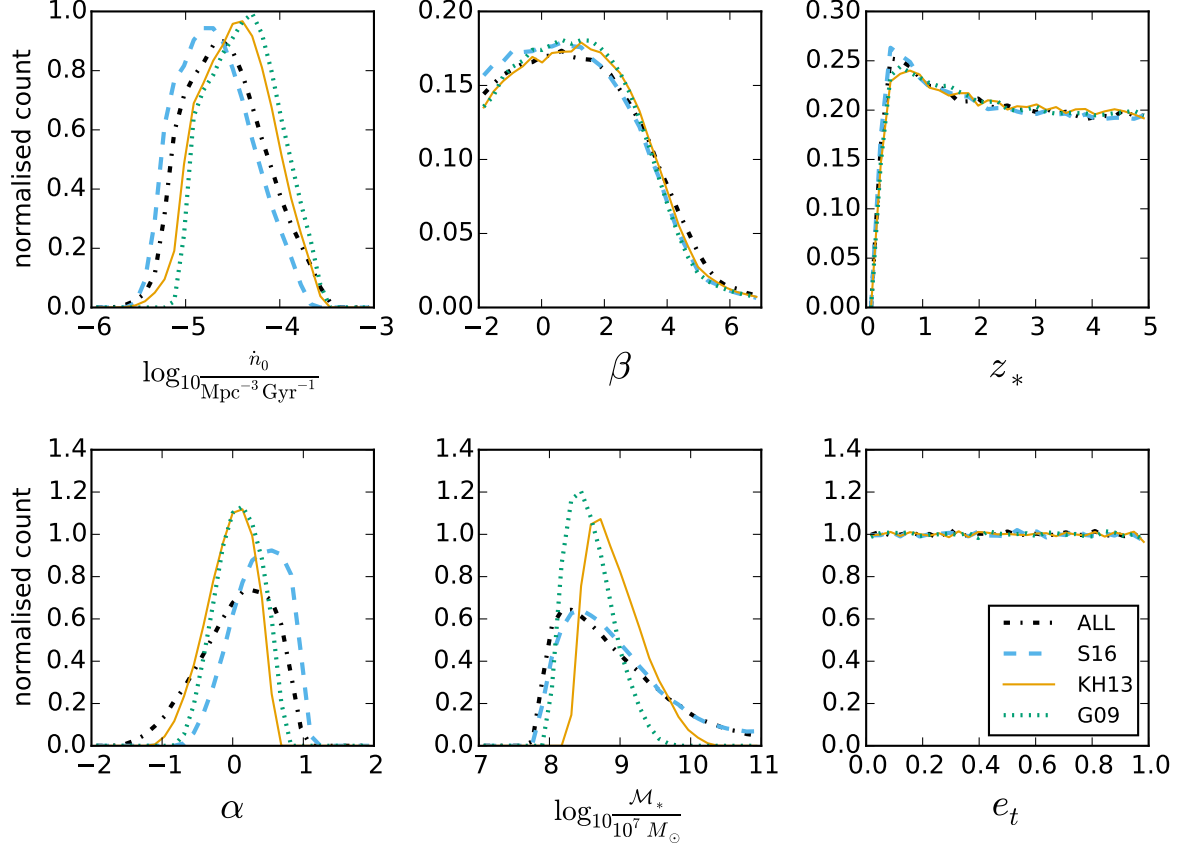 normalised count
1.0
0.8
0.6
0.4
0.2
0.0
−6 −5 −4 −3
log10 ṅ0 / Mpc−3 Gyr−1
0.20
0.15
0.10
0.05
0.00
−2 0 2 4 6
β
0.30
0.25
0.20
0.15
0.10
0.05
0.00
0 1 2 3 4 5
z*
normalised count
1.4
1.2
1.0
0.8
0.6
0.4
0.2
0.0
−2 −1 0 1 2
α
1.4
1.2
1.0
0.8
0.6
0.4
0.2
0.0
7 8 9 10 11
log10 ℳ* / 10^7 M⊙
1.4
1.2
1.0
0.8
0.6
0.4
0.2
0.0
0.0 0.2 0.4 0.6 0.8 1.0
et
ALL
S16
KH13
G09